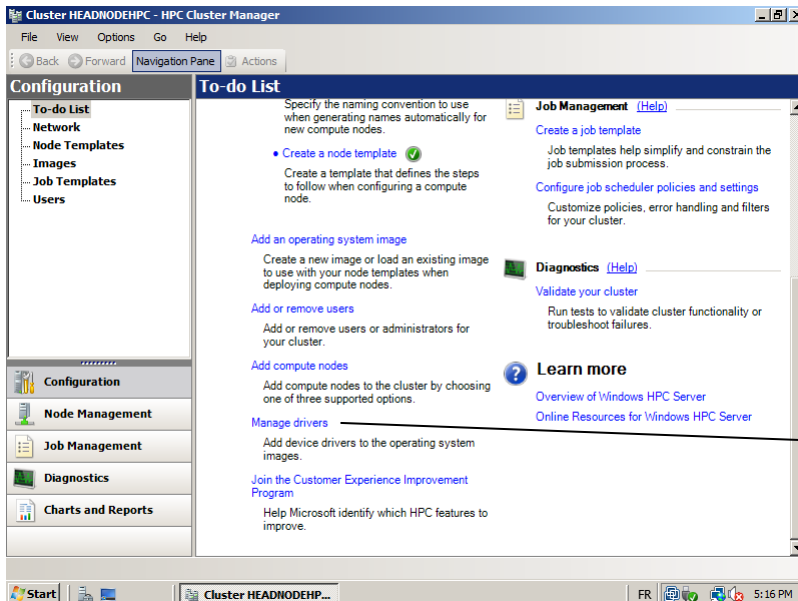 Cluster HEADNODEHPC - HPC Cluster Manager
File View Options Go Help
Back Forward Navigation Pane Actions
Configuration
To-do List
Network
Node Templates
Images
Job Templates
Users
Configuration
Node Management
Job Management
Diagnostics
Charts and Reports
To-do List
Specify the naming convention to use
when generating names automatically for
new compute nodes.
• Create a node template
Create a template that defines the steps
to follow when configuring a compute
node.
Add an operating system image
Create a new image or load an existing image
to use with your node templates when
deploying compute nodes.
Add or remove users
Add or remove users or administrators for
your cluster.
Add compute nodes
Add compute nodes to the cluster by choosing
one of three supported options.
Manage drivers
Add device drivers to the operating system
images.
Join the Customer Experience Improvement
Program
Help Microsoft identify which HPC features to
improve.
Job Management (Help)
Create a job template
Job templates help simplify and constrain the
job submission process.
Configure job scheduler policies and settings
Customize policies, error handling and filters
for your cluster.
Diagnostics (Help)
Validate your cluster
Run tests to validate cluster functionality or
troubleshoot failures.
Learn more
Overview of Windows HPC Server
Online Resources for Windows HPC Server
Start
Cluster HEADNODEHP...
FR
5:16 PM